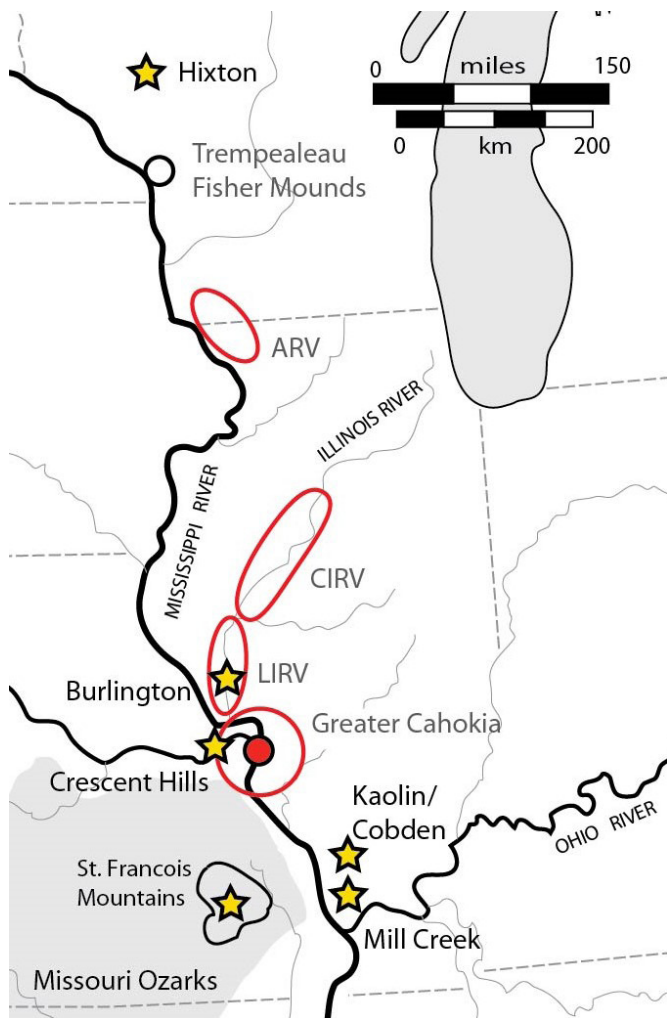 Hixton
0 miles 150
0 km 200
Trempealeau
Fisher Mounds
ARV
ILLINOIS RIVER
MISSISSIPPI RIVER
CIRV
LIRV
Burlington
Greater Cahokia
Crescent Hills
Kaolin/
Cobden
OHIO RIVER
St. Francois
Mountains
Mill Creek
Missouri Ozarks